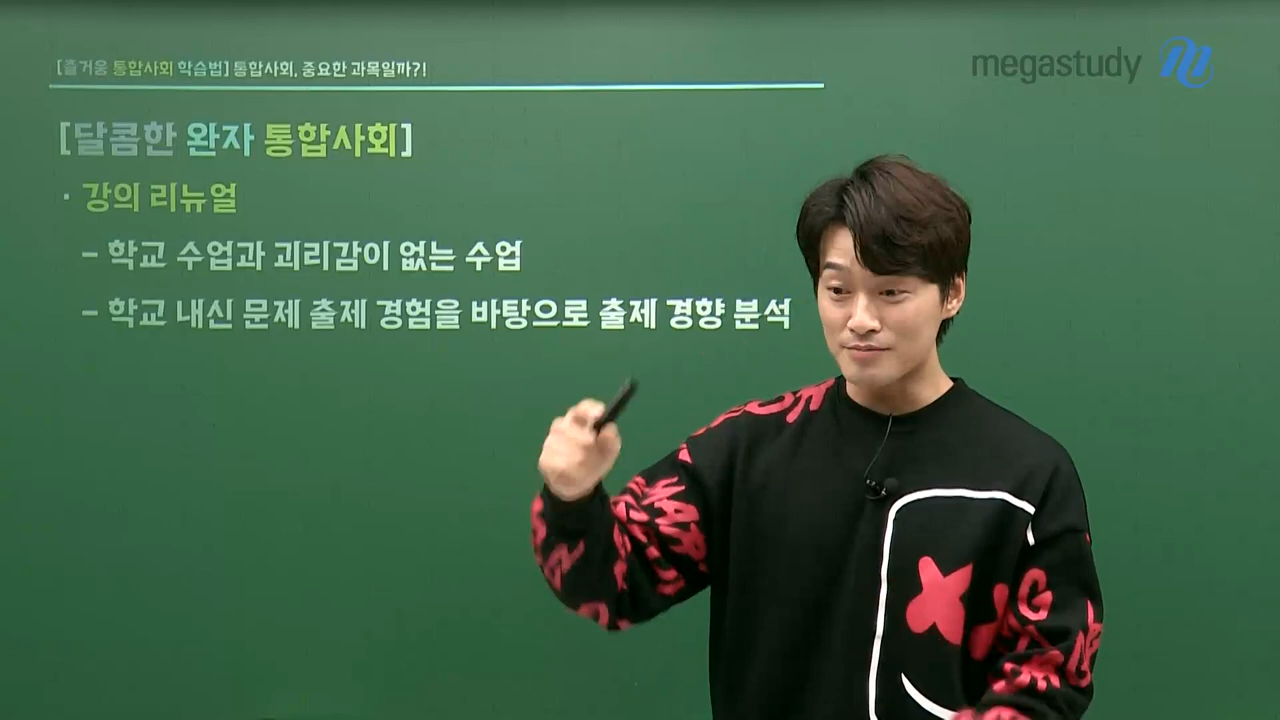 [즐거웅 통합사회 학습법] 통합사회, 중요한 과목일까?!
megastudy
[달콤한 완자 통합사회]
· 강의 리뉴얼
- 학교 수업과 괴리감이 없는 수업
- 학교 내신 문제 출제 경험을 바탕으로 출제 경향 분석